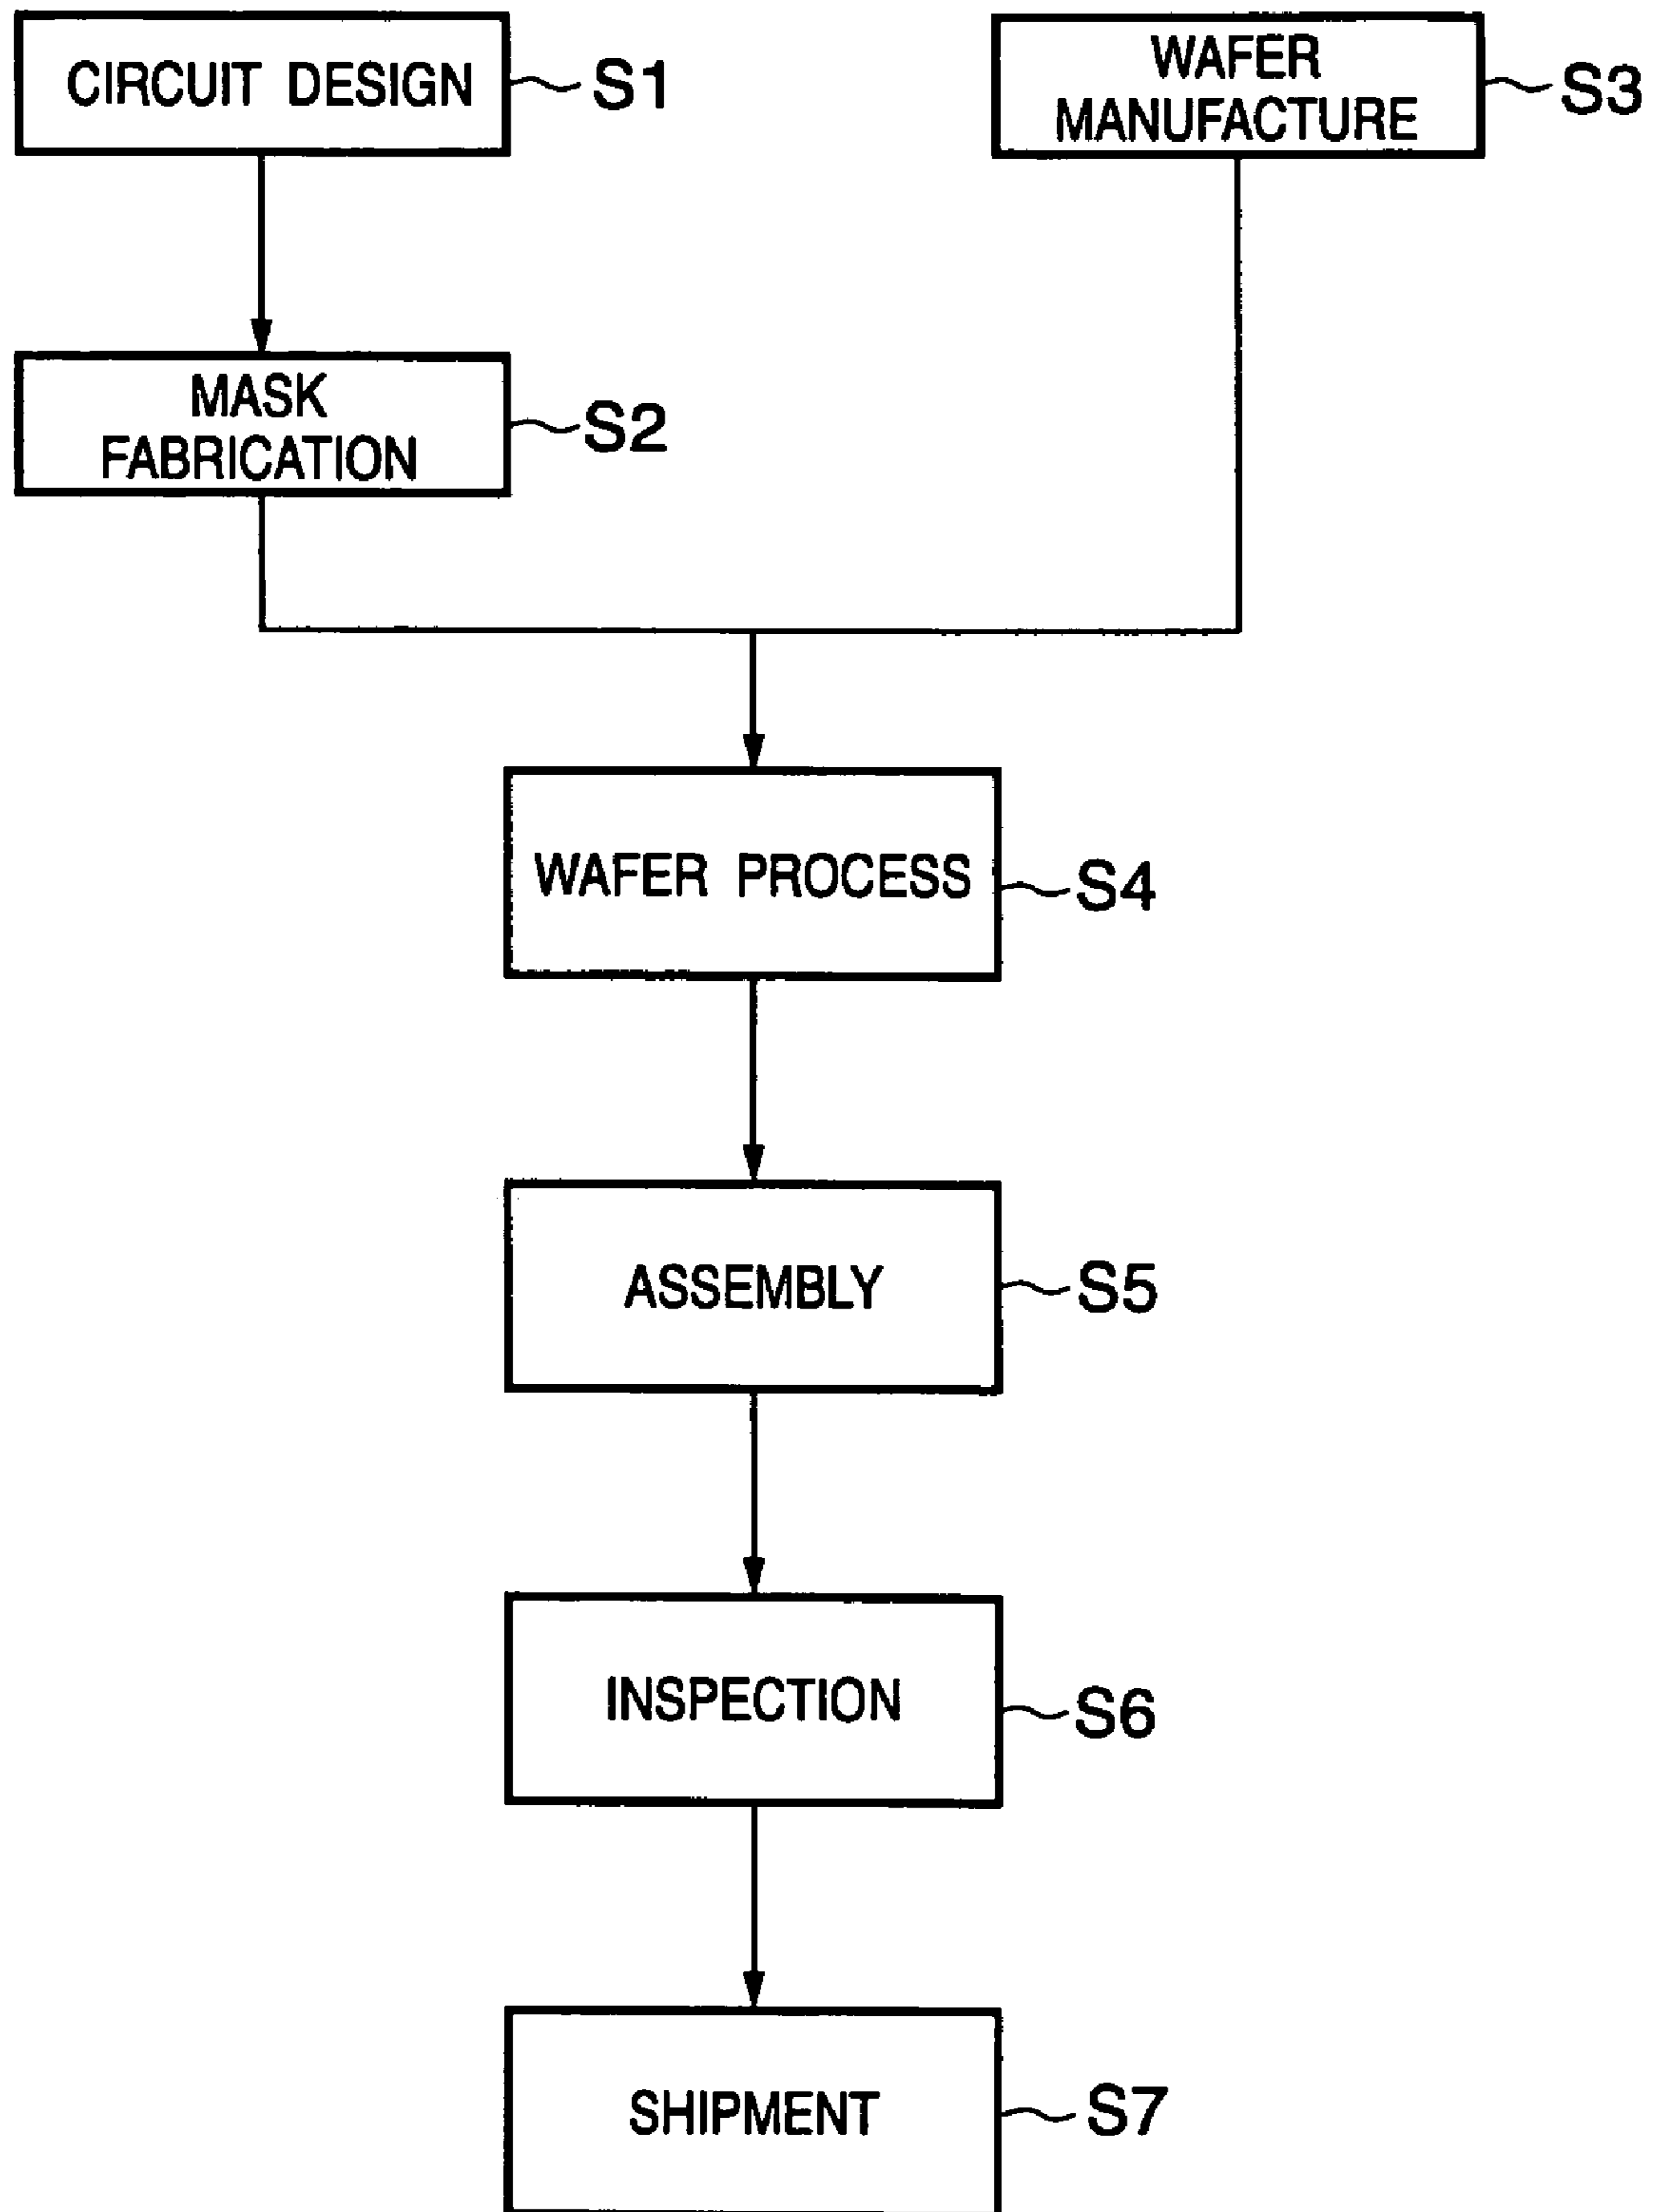 CIRCUIT DESIGN
S1
WAFER
MANUFACTURE
S3
MASK
FABRICATION
S2
WAFER PROCESS
S4
ASSEMBLY
S5
INSPECTION
S6
SHIPMENT
S7